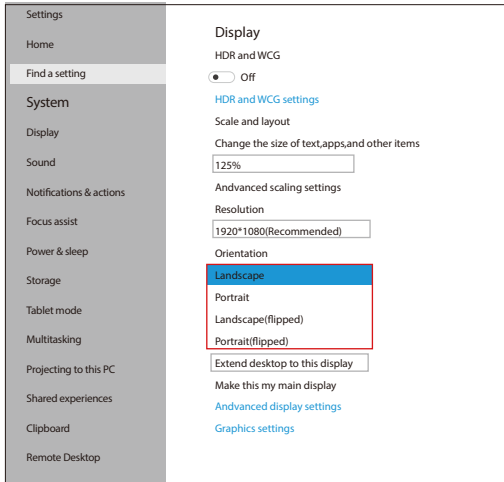 Settings
Home
Find a setting
System
Display
Sound
Notifications & actions
Focus assist
Power & sleep
Storage
Tablet mode
Multitasking
Projecting to this PC
Shared experiences
Clipboard
Remote Desktop
Display
HDR and WCG
Off
HDR and WCG settings
Scale and layout
Change the size of text,apps,and other items
125%
Andvanced scaling settings
Resolution
1920*1080(Recommended)
Orientation
Landscape
Portrait
Landscape(flipped)
Portrait(flipped)
Extend desktop to this display
Make this my main display
Andvanced display settings
Graphics settings